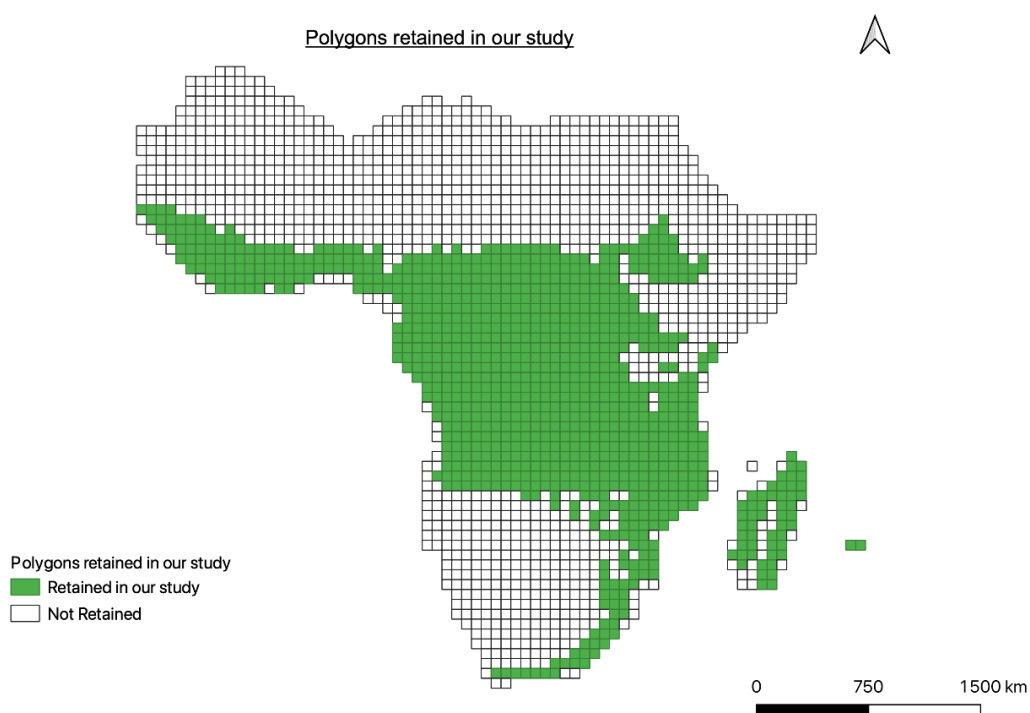 Polygons retained in our study
Polygons retained in our study
Retained in our study
Not Retained
0 750 1500 km